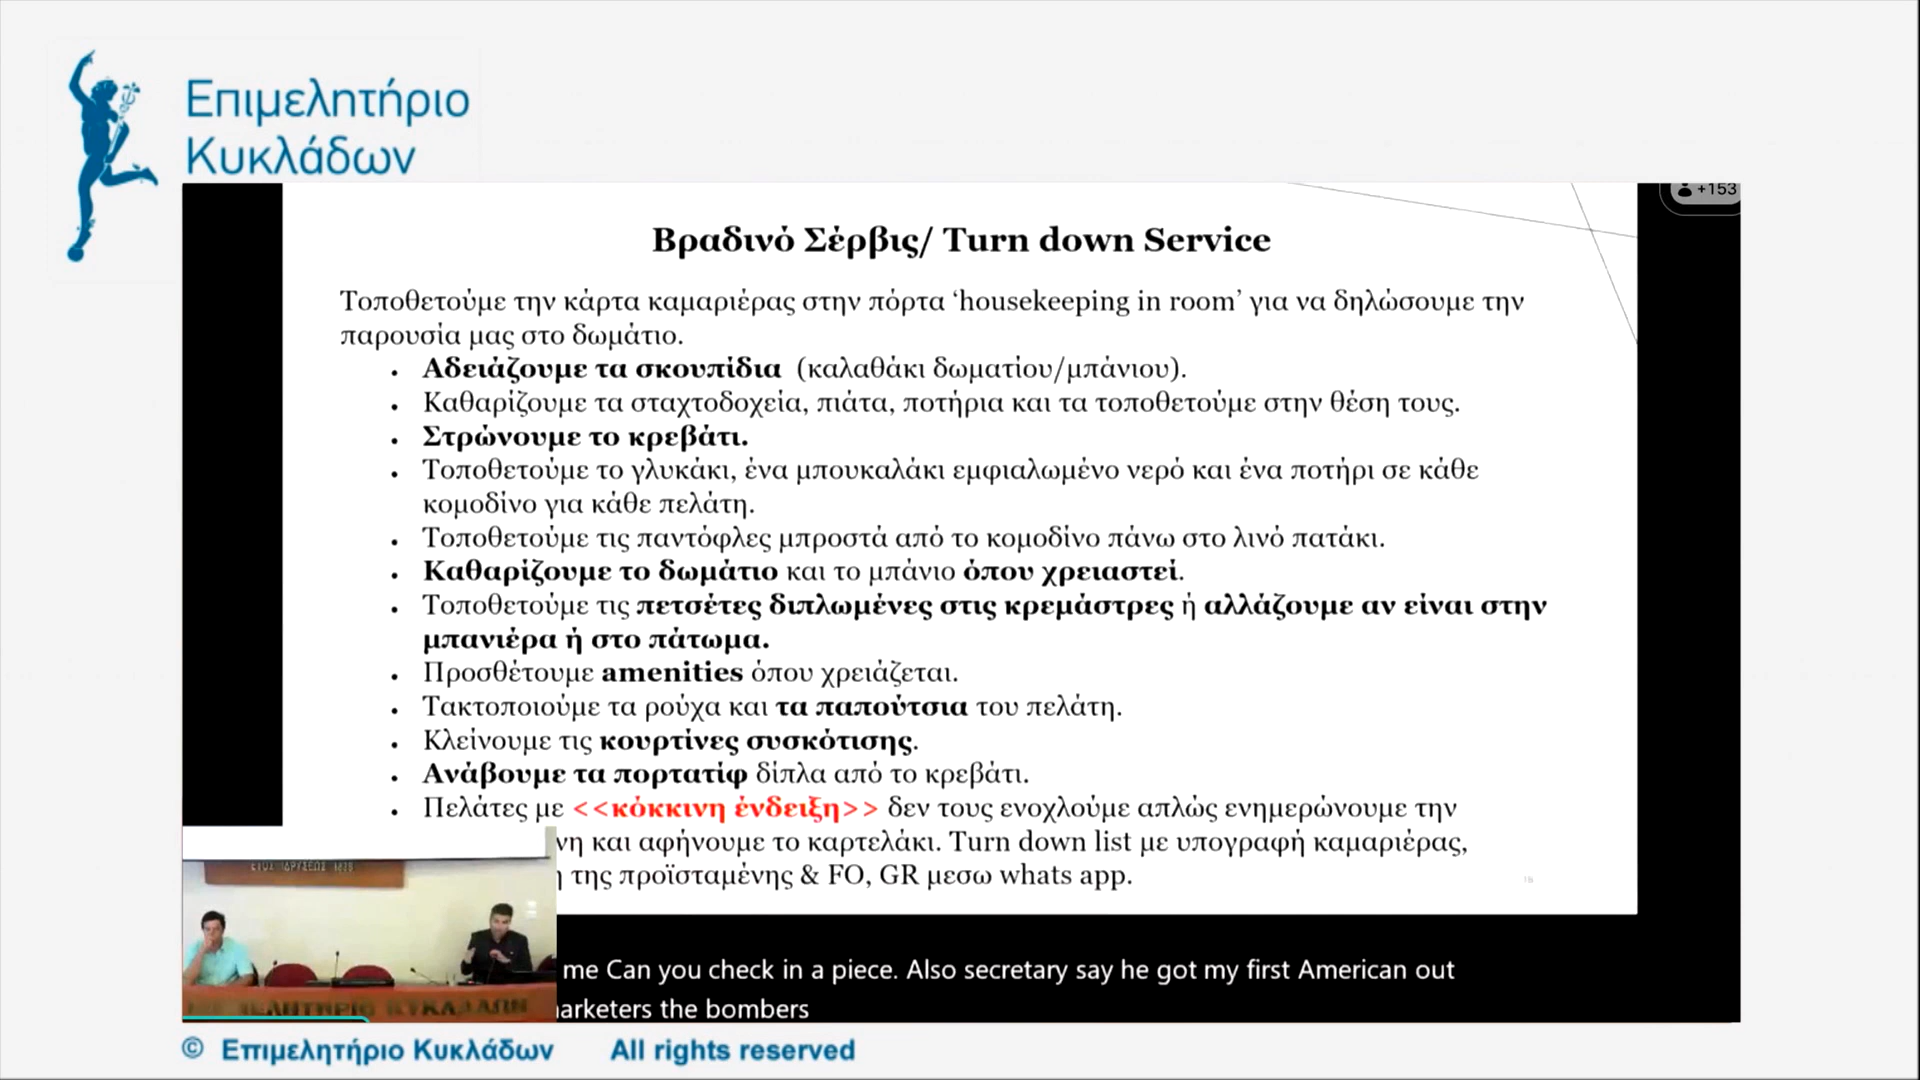 Επιμελητήριο
Κυκλάδων
+153
Βραδινό Σέρβις/ Turn down Service
Τοποθετούμε την κάρτα καμαριέρας στην πόρτα ‘housekeeping in room’ για να δηλώσουμε την
παρουσία μας στο δωμάτιο.
• Αδειάζουμε τα σκουπίδια (καλαθάκι δωματίου/μπάνιου).
• Καθαρίζουμε τα σταχτοδοχεία, πιάτα, ποτήρια και τα τοποθετούμε στην θέση τους.
• Στρώνουμε το κρεβάτι.
• Τοποθετούμε το γλυκάκι, ένα μπουκαλάκι εμφιαλωμένο νερό και ένα ποτήρι σε κάθε
κομοδίνο για κάθε πελάτη.
• Τοποθετούμε τις παντόφλες μπροστά από το κομοδίνο πάνω στο λινό πατάκι.
• Καθαρίζουμε το δωμάτιο και το μπάνιο όπου χρειαστεί.
• Τοποθετούμε τις πετσέτες διπλωμένες στις κρεμάστρες ή αλλάζουμε αν είναι στην
μπανιέρα ή στο πάτωμα.
• Προσθέτουμε amenities όπου χρειάζεται.
• Τακτοποιούμε τα ρούχα και τα παπούτσια του πελάτη.
• Κλείνουμε τις κουρτίνες συσκότισης.
• Ανάβουμε τα πορτατίφ δίπλα από το κρεβάτι.
• Πελάτες με <<κόκκινη ένδειξη>> δεν τους ενοχλούμε απλώς ενημερώνουμε την
νη και αφήνουμε το καρτελάκι. Turn down list με υπογραφή καμαριέρας,
η της προϊσταμένης & FO, GR μεσω whats app.
ΕΠΙΜΕΛΗΤΗΡΙΟ ΚΥΚΛΑΔΩΝ
me Can you check in a piece. Also secretary say he got my first American out
arketers the bombers
© Επιμελητήριο Κυκλάδων All rights reserved